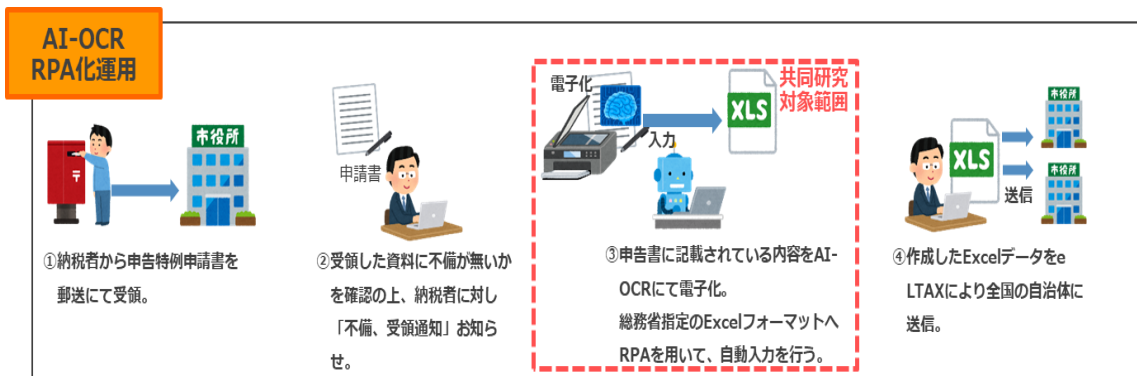 AI-OCR
RPA化運用
市役所
①納税者から申告特例申請書を
郵送にて受領。
申請書
②受領した資料に不備が無いか
を確認の上、納税者に対し
「不備、受領通知」お知ら
せ。
共同研究
対象範囲
電子化
XLS
入力
③申告書に記載されている内容をAI-
OCRにて電子化。
総務省指定のExcelフォーマットへ
RPAを用いて、自動入力を行う。
市役所
XLS
市役所
送信
④作成したExcelデータをe
LTAXにより全国の自治体に
送信。